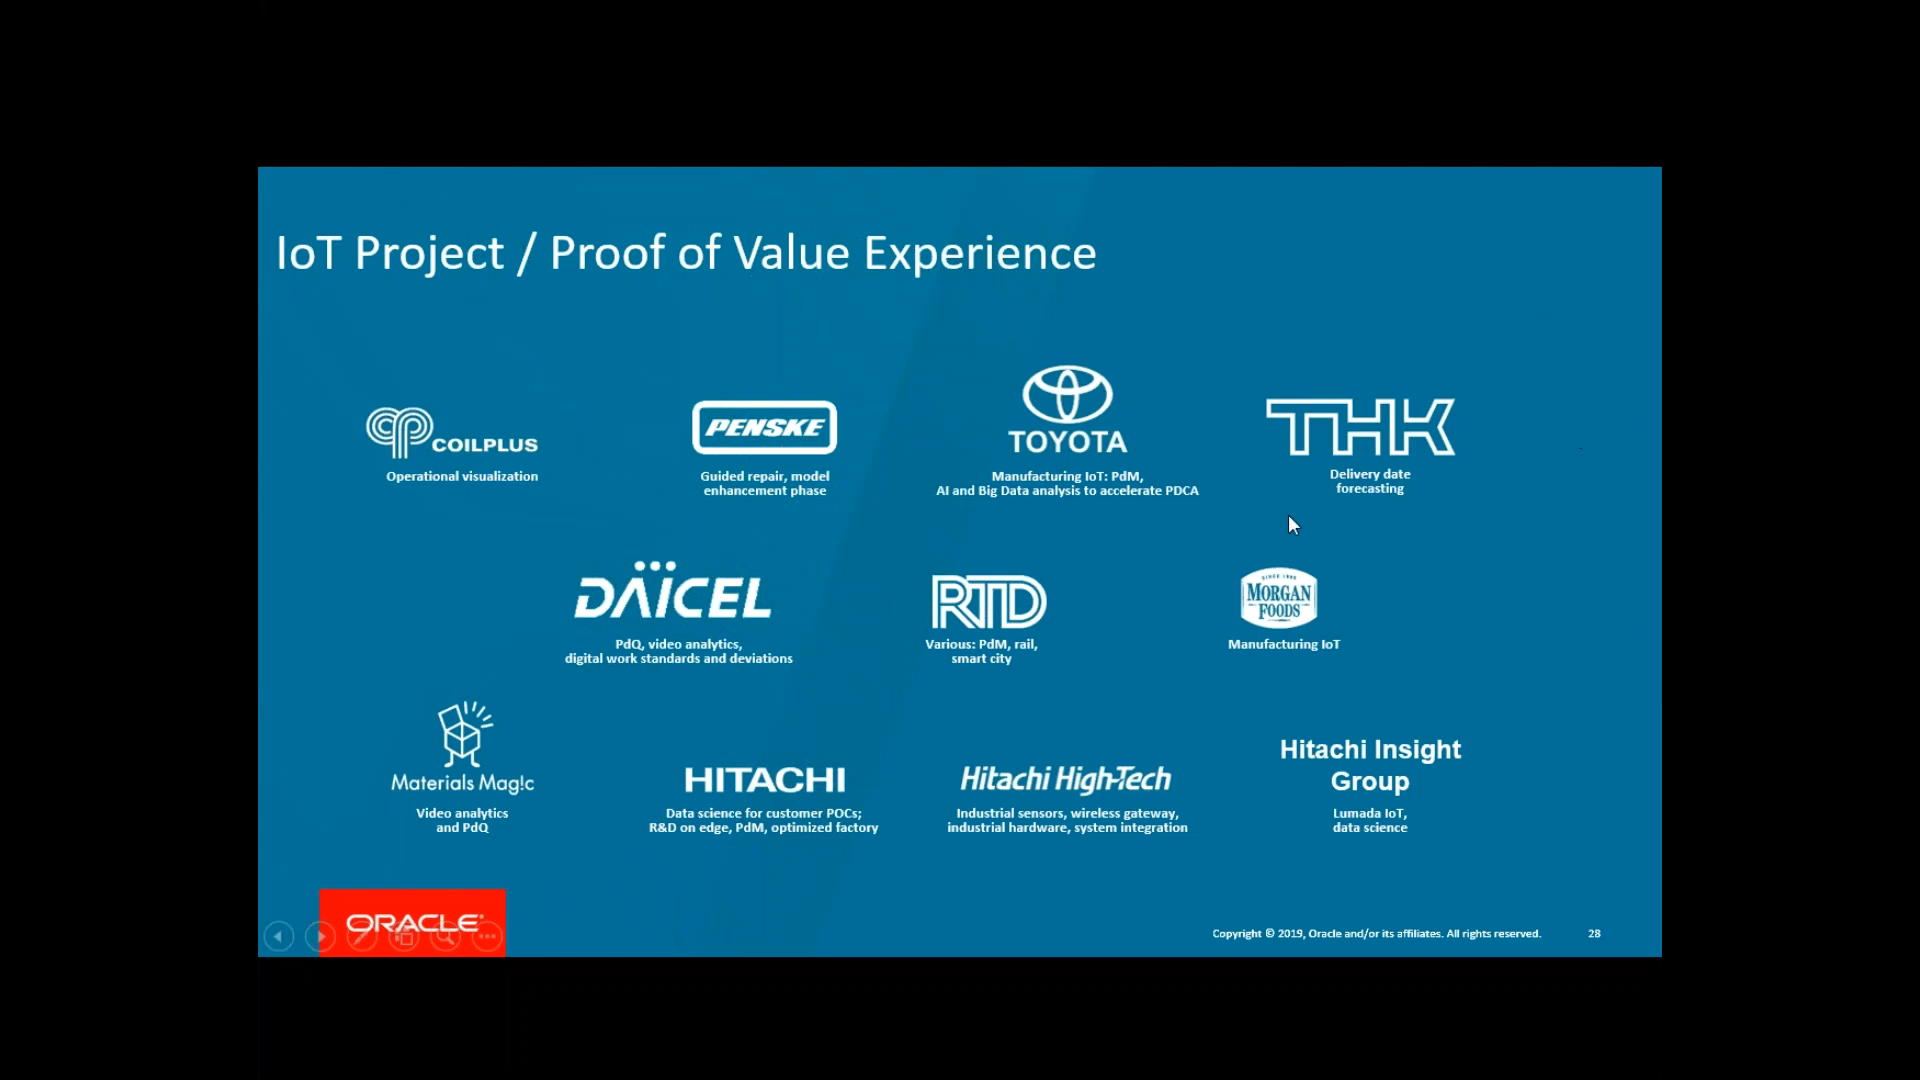 IoT Project / Proof of Value Experience
COILPLUS
Operational visualization
PENSKE
Guided repair, model
enhancement phase
TOYOTA
Manufacturing IoT: PdM,
AI and Big Data analysis to accelerate PDCA
THK
Delivery date
forecasting
DAICEL
PdQ, video analytics,
digital work standards and deviations
RTD
Various: PdM, rail,
smart city
MORGAN
FOODS
Manufacturing IoT
Materials Mag!c
Video analytics
and PdQ
HITACHI
Data science for customer POCs;
R&D on edge, PdM, optimized factory
Hitachi High-Tech
Industrial sensors, wireless gateway,
industrial hardware, system integration
Hitachi Insight
Group
Lumada IoT,
data science
ORACLE
Copyright © 2019, Oracle and/or its affiliates. All rights reserved.
28